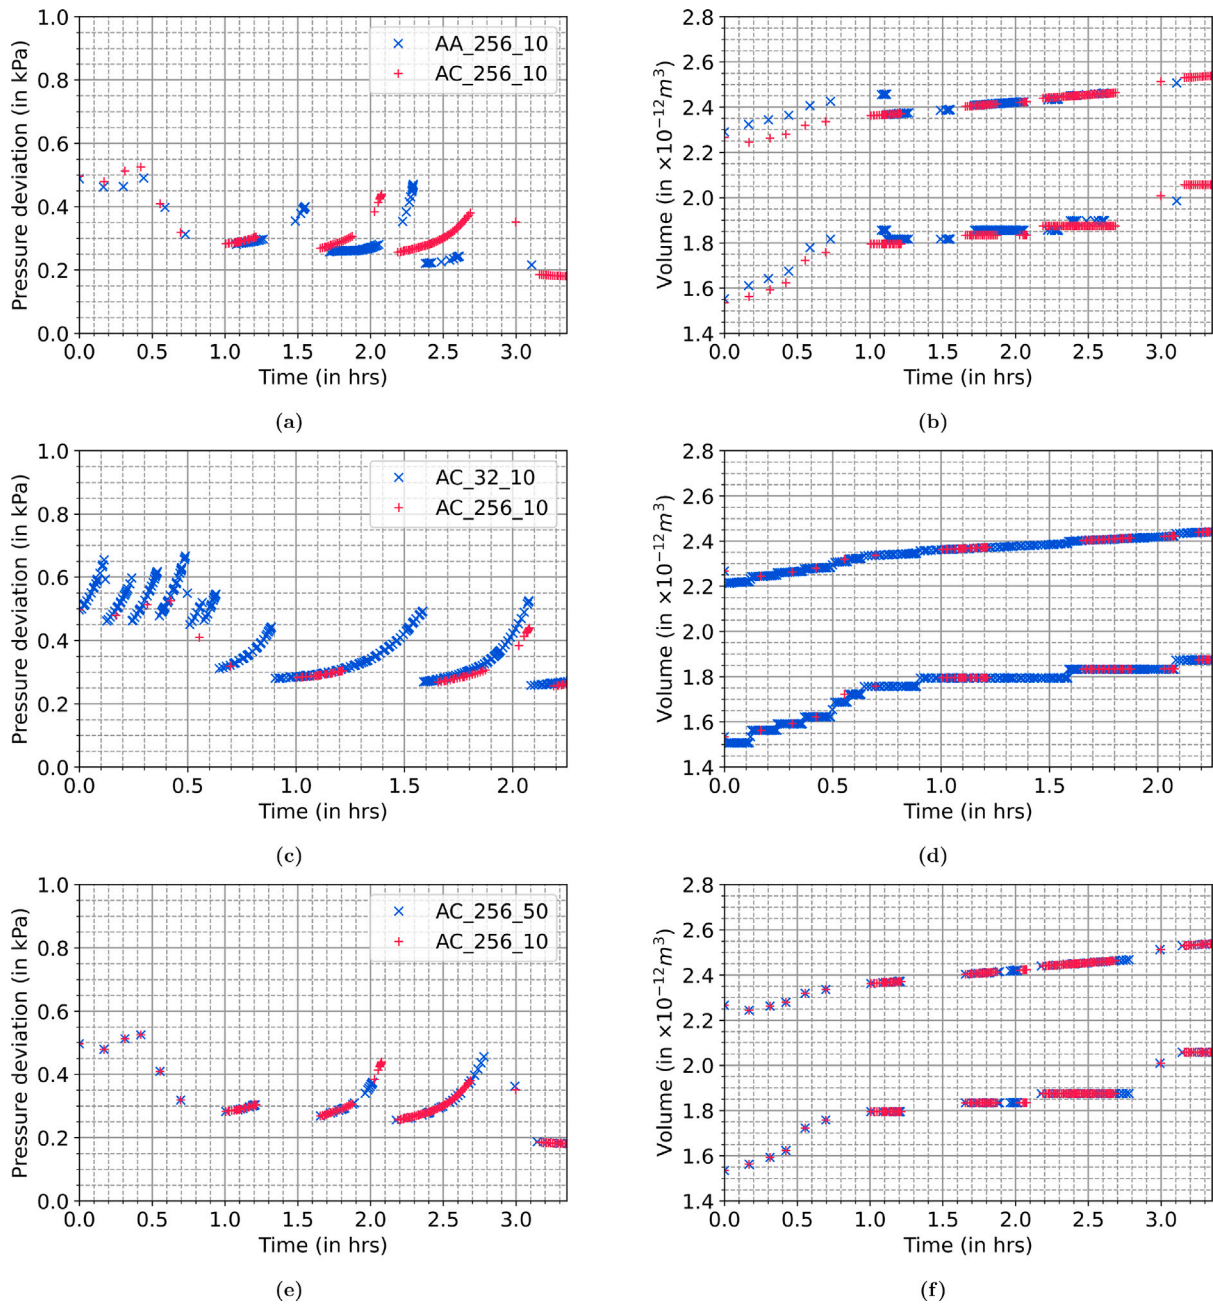 1.0
0.8
0.6
0.4
0.2
0.0
Pressure deviation (in kPa)
AA_256_10
AC_256_10
0.0 0.5 1.0 1.5 2.0 2.5 3.0
Time (in hrs)
(a)
2.8
2.6
2.4
2.2
2.0
1.8
1.6
1.4
Volume (in ×10⁻¹²m³)
0.0 0.5 1.0 1.5 2.0 2.5 3.0
Time (in hrs)
(b)
1.0
0.8
0.6
0.4
0.2
0.0
Pressure deviation (in kPa)
AC_32_10
AC_256_10
0.0 0.5 1.0 1.5 2.0
Time (in hrs)
(c)
2.8
2.6
2.4
2.2
2.0
1.8
1.6
1.4
Volume (in ×10⁻¹²m³)
0.0 0.5 1.0 1.5 2.0
Time (in hrs)
(d)
1.0
0.8
0.6
0.4
0.2
0.0
Pressure deviation (in kPa)
AC_256_50
AC_256_10
0.0 0.5 1.0 1.5 2.0 2.5 3.0
Time (in hrs)
(e)
2.8
2.6
2.4
2.2
2.0
1.8
1.6
1.4
Volume (in ×10⁻¹²m³)
0.0 0.5 1.0 1.5 2.0 2.5 3.0
Time (in hrs)
(f)